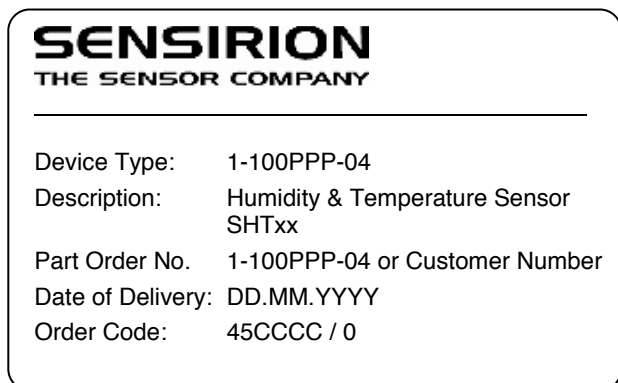 SENSIRION
THE SENSOR COMPANY
Device Type: 1-100PPP-04
Description: Humidity & Temperature Sensor
SHTxx
Part Order No. 1-100PPP-04 or Customer Number
Date of Delivery: DD.MM.YYYY
Order Code: 45CCCC / 0